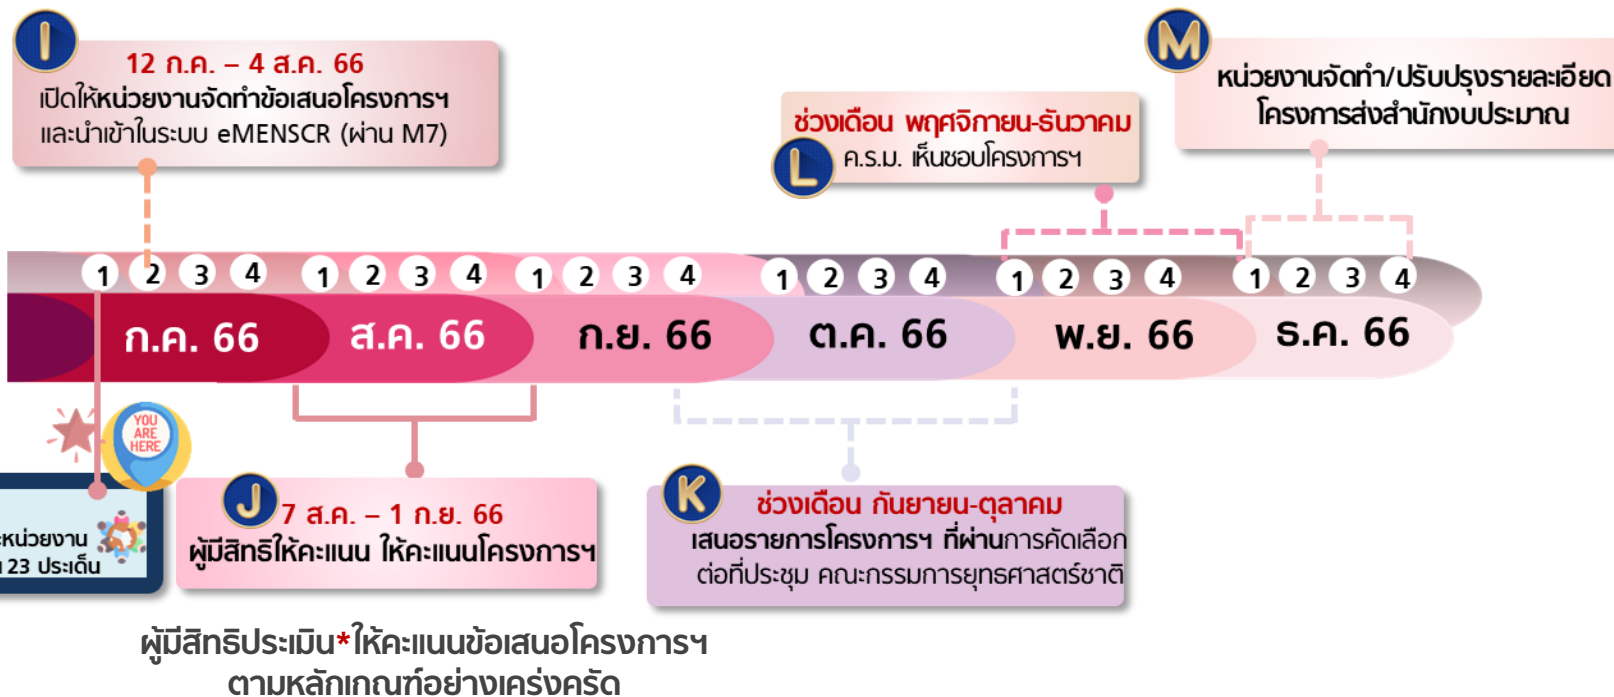 I
12 ก.ค. – 4 ส.ค. 66
เปิดให้หน่วยงานจัดทำข้อเสนอโครงการฯ
และนำเข้าในระบบ eMENSCR (ผ่าน M7)
L
ช่วงเดือน พฤศจิกายน-ธันวาคม
ค.ร.ม. เห็นชอบโครงการฯ
M
หน่วยงานจัดทำ/ปรับปรุงรายละเอียด
โครงการส่งสำนักงบประมาณ
1 2 3 4 1 2 3 4 1 2 3 4 1 2 3 4 1 2 3 4 1 2 3 4
ก.ค. 66 ส.ค. 66 ก.ย. 66 ต.ค. 66 พ.ย. 66 ธ.ค. 66
YOU
ARE
HERE
หน่วยงาน
23 ประเด็น
J
7 ส.ค. – 1 ก.ย. 66
ผู้มีสิทธิให้คะแนน ให้คะแนนโครงการฯ
K
ช่วงเดือน กันยายน-ตุลาคม
เสนอรายการโครงการฯ ที่ผ่านการคัดเลือก
ต่อที่ประชุม คณะกรรมการยุทธศาสตร์ชาติ
ผู้มีสิทธิประเมิน*ให้คะแนนข้อเสนอโครงการฯ
ตามหลักเกณฑ์อย่างเคร่งครัด